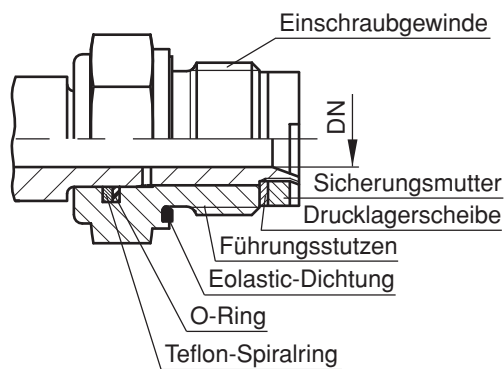 Einschraubgewinde
DN
Sicherungsmutter
Drucklagerscheibe
Führungsstutzen
Eolastic-Dichtung
O-Ring
Teflon-Spiralring